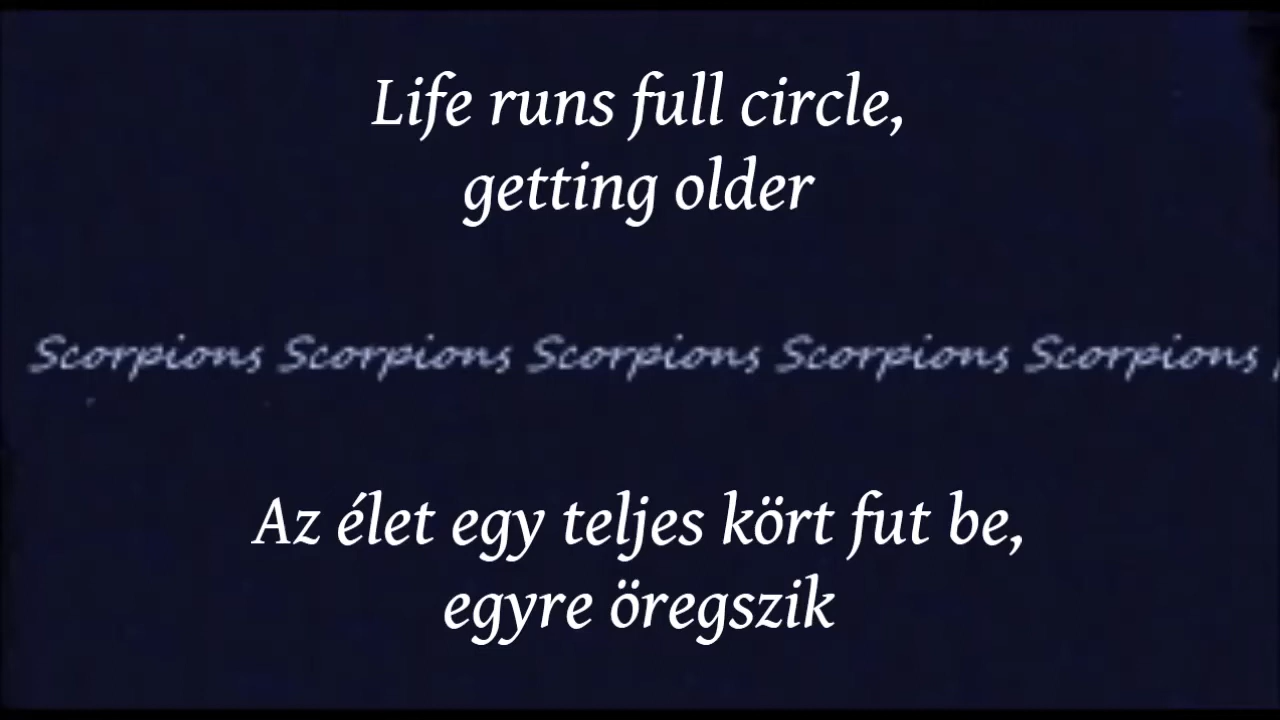 Life runs full circle,
getting older
Scorpions Scorpions Scorpions Scorpions Scorpions
Az élet egy teljes kört fut be,
egyre öregszik